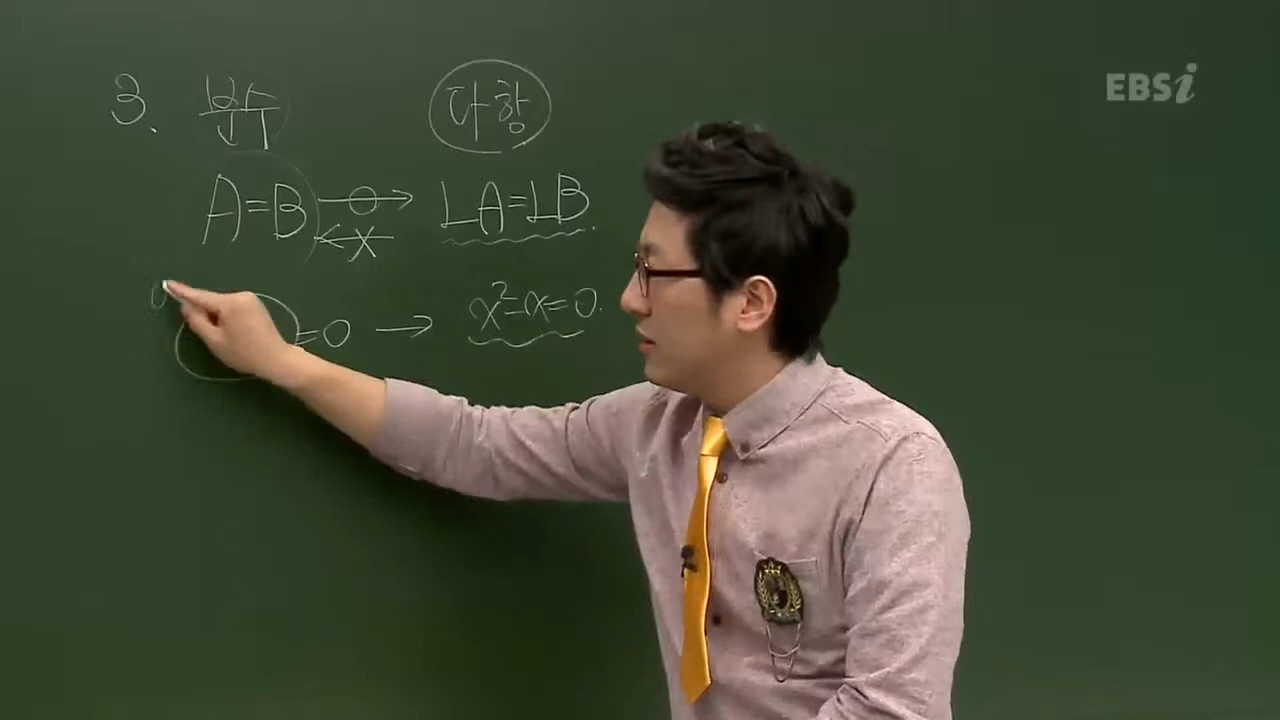 3. 분수 다항
A=B → ← LA=LB.
=0 → x²-x=0.
EBSi